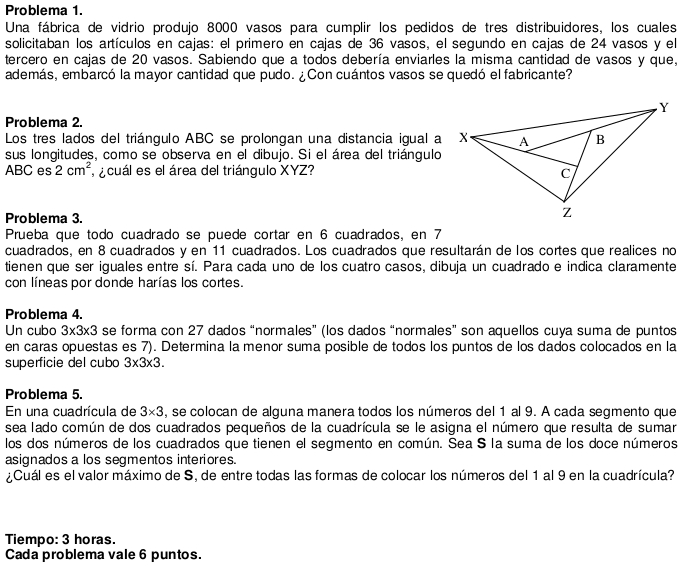 Problema 1.
Una fábrica de vidrio produjo 8000 vasos para cumplir los pedidos de tres distribuidores, los cuales
solicitaban los artículos en cajas: el primero en cajas de 36 vasos, el segundo en cajas de 24 vasos y el
tercero en cajas de 20 vasos. Sabiendo que a todos debería enviarles la misma cantidad de vasos y que,
además, embarcó la mayor cantidad que pudo. ¿Con cuántos vasos se quedó el fabricante?
Problema 2.
Los tres lados del triángulo ABC se prolongan una distancia igual a
sus longitudes, como se observa en el dibujo. Si el área del triángulo
ABC es 2 cm², ¿cuál es el área del triángulo XYZ?
Y
X
A
B
C
Z
Problema 3.
Prueba que todo cuadrado se puede cortar en 6 cuadrados, en 7
cuadrados, en 8 cuadrados y en 11 cuadrados. Los cuadrados que resultarán de los cortes que realices no
tienen que ser iguales entre sí. Para cada uno de los cuatro casos, dibuja un cuadrado e indica claramente
con líneas por donde harías los cortes.
Problema 4.
Un cubo 3x3x3 se forma con 27 dados “normales” (los dados “normales” son aquellos cuya suma de puntos
en caras opuestas es 7). Determina la menor suma posible de todos los puntos de los dados colocados en la
superficie del cubo 3x3x3.
Problema 5.
En una cuadrícula de 3×3, se colocan de alguna manera todos los números del 1 al 9. A cada segmento que
sea lado común de dos cuadrados pequeños de la cuadrícula se le asigna el número que resulta de sumar
los dos números de los cuadrados que tienen el segmento en común. Sea S la suma de los doce números
asignados a los segmentos interiores.
¿Cuál es el valor máximo de S, de entre todas las formas de colocar los números del 1 al 9 en la cuadrícula?
Tiempo: 3 horas.
Cada problema vale 6 puntos.